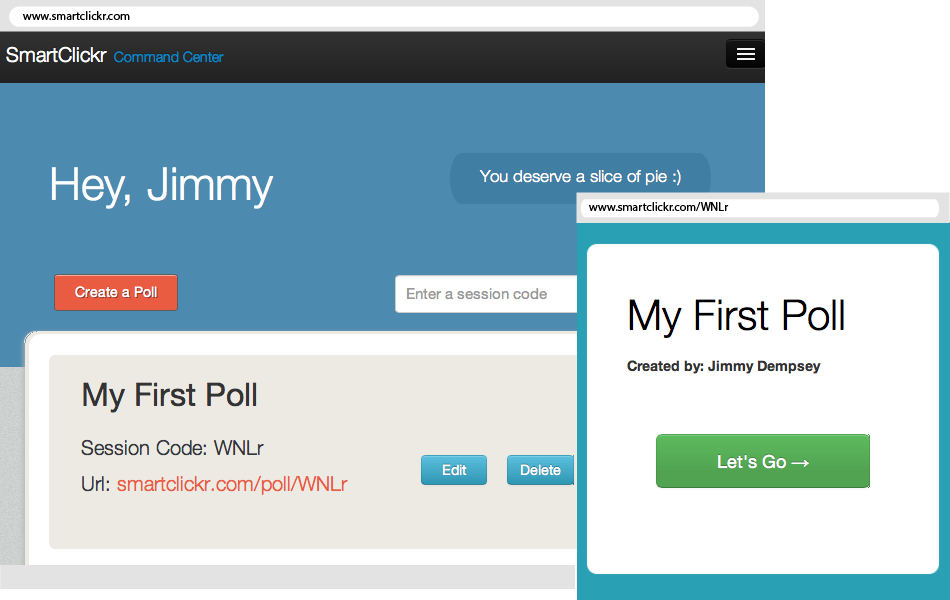 www.smartclickr.com
SmartClickr Command Center
Hey, Jimmy
You deserve a slice of pie :)
Create a Poll
Enter a session code
My First Poll
Session Code: WNLr
Url: smartclickr.com/poll/WNLr
Edit
Delete
www.smartclickr.com/WNLr
My First Poll
Created by: Jimmy Dempsey
Let's Go →